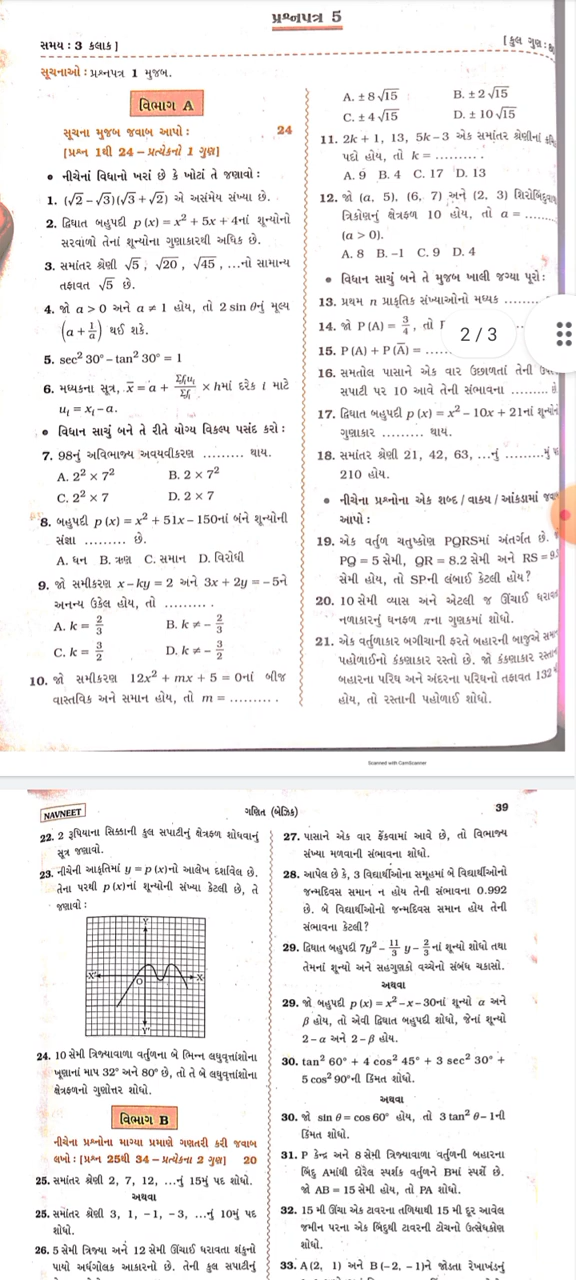 પ્રશ્નપત્ર 5
સમય : 3 કલાક ]
[ કુલ ગુણ :
સૂચનાઓ : પ્રશ્નપત્ર 1 મુજબ.
વિભાગ A
સૂચના મુજબ જવાબ આપો : 24
[પ્રશ્ન 1થી 24 – પ્રત્યેકનો 1 ગુણ]
• નીચેનાં વિધાનો ખરાં છે કે ખોટાં તે જણાવો :
1. (√2 – √3)(√3 + √2) એ અસંમેય સંખ્યા છે.
2. દ્વિઘાત બહુપદી p (x) = x² + 5x + 4નાં શૂન્યોનો
સરવાળો તેનાં શૂન્યોના ગુણાકારથી અધિક છે.
3. સમાંતર શ્રેણી √5 , √20 , √45 , ...નો સામાન્ય
તફાવત √5 છે.
4. જો a > 0 અને a ≠ 1 હોય, તો 2 sin θનું મૂલ્ય
(a + 1/a) થઈ શકે.
5. sec² 30° – tan² 30° = 1
6. મધ્યકના સૂત્ર, x̄ = a + Σfᵢuᵢ/Σfᵢ × hમાં દરેક i માટે
uᵢ = xᵢ – a.
• વિધાન સાચું બને તે રીતે યોગ્ય વિકલ્પ પસંદ કરો :
7. 98નું અવિભાજ્ય અવયવીકરણ ......... થાય.
A. 2² × 7² B. 2 × 7²
C. 2² × 7 D. 2 × 7
8. બહુપદી p (x) = x² + 51x – 150નાં બંને શૂન્યોની
સંજ્ઞા ......... છે.
A. ધન B. ઋણ C. સમાન D. વિરોધી
9. જો સમીકરણ x – ky = 2 અને 3x + 2y = – 5ને
અનન્ય ઉકેલ હોય, તો .........
A. k = 2/3 B. k ≠ – 2/3
C. k = 3/2 D. k ≠ – 3/2
10. જો સમીકરણ 12x² + mx + 5 = 0નાં બીજ
વાસ્તવિક અને સમાન હોય, તો m = ..........
A. ± 8 √15 B. ± 2 √15
C. ± 4 √15 D. ± 10 √15
11. 2k + 1, 13, 5k – 3 એક સમાંતર શ્રેણીનાં
પદો હોય, તો k = ..........
A. 9 B. 4 C. 17 D. 13
12. જો (a, 5), (6, 7) અને (2, 3) શિરોબિંદુવાળા
ત્રિકોણનું ક્ષેત્રફળ 10 હોય, તો a = .......
(a > 0).
A. 8 B. –1 C. 9 D. 4
• વિધાન સાચું બને તે મુજબ ખાલી જગ્યા પૂરો :
13. પ્રથમ n પ્રાકૃતિક સંખ્યાઓનો મધ્યક .........
14. જો P (A) = 3/4, તો
2 / 3
15. P (A) + P (Ā) = ......
16. સમતોલ પાસાને એક વાર ઉછાળતાં તેની
સપાટી પર 10 આવે તેની સંભાવના ......... છે
17. દ્વિઘાત બહુપદી p (x) = x² – 10x + 21નાં શૂન્યોનો
ગુણાકાર ......... થાય.
18. સમાંતર શ્રેણી 21, 42, 63, ...નું .........મું
210 હોય.
• નીચેના પ્રશ્નોના એક શબ્દ / વાક્ય / આંકડામાં
આપો :
19. એક વર્તુળ ચતુષ્કોણ PQRSમાં અંતર્ગત છે.
PQ = 5 સેમી, QR = 8.2 સેમી અને RS =
સેમી હોય, તો SPની લંબાઈ કેટલી હોય?
20. 10 સેમી વ્યાસ અને એટલી જ ઊંચાઈ ધરાવતા
નળાકારનું ઘનફળ πના ગુણકમાં શોધો.
21. એક વર્તુળાકાર બગીચાની ફરતે બહારની બાજુએ
પહોળાઈનો કંકણાકાર રસ્તો છે. જો કંકણાકાર રસ્તાના
બહારના પરિઘ અને અંદરના પરિઘનો તફાવત 132
હોય, તો રસ્તાની પહોળાઈ શોધો.
Scanned with CamScanner
NAVNEET
ગણિત (બેઝિક)
39
22. 2 રૂપિયાના સિક્કાની કુલ સપાટીનું ક્ષેત્રફળ શોધવાનું
સૂત્ર જણાવો.
23. નીચેની આકૃતિમાં y = p (x)નો આલેખ દર્શાવેલ છે.
તેના પરથી p (x)નાં શૂન્યોની સંખ્યા કેટલી છે, તે
જણાવો :
Y
X' O X
Y'
24. 10 સેમી ત્રિજ્યાવાળા વર્તુળના બે ભિન્ન લઘુવૃત્તાંશોના
ખૂણાનાં માપ 32° અને 80° છે, તો તે બે લઘુવૃત્તાંશોના
ક્ષેત્રફળનો ગુણોત્તર શોધો.
વિભાગ B
નીચેના પ્રશ્નોના માગ્યા પ્રમાણે ગણતરી કરી જવાબ
લખો : [પ્રશ્ન 25થી 34 – પ્રત્યેકના 2 ગુણ] 20
25. સમાંતર શ્રેણી 2, 7, 12, ...નું 15મું પદ શોધો.
અથવા
25. સમાંતર શ્રેણી 3, 1, –1, –3, ...નું 10મું પદ
શોધો.
26. 5 સેમી ત્રિજ્યા અને 12 સેમી ઊંચાઈ ધરાવતા શંકુનો
પાયો અર્ધગોલક આકારનો છે. તેની કુલ સપાટીનું
27. પાસાને એક વાર ફેંકવામાં આવે છે, તો વિભાજ્ય
સંખ્યા મળવાની સંભાવના શોધો.
28. આપેલ છે કે, 3 વિદ્યાર્થીઓના સમૂહમાં બે વિદ્યાર્થીઓનો
જન્મદિવસ સમાન ન હોય તેની સંભાવના 0.992
છે. બે વિદ્યાર્થીઓનો જન્મદિવસ સમાન હોય તેની
સંભાવના કેટલી?
29. દ્વિઘાત બહુપદી 7y² – 11/3 y – 2/3નાં શૂન્યો શોધો તથા
તેમનાં શૂન્યો અને સહગુણકો વચ્ચેનો સંબંધ ચકાસો.
અથવા
29. જો બહુપદી p (x) = x² – x – 30નાં શૂન્ય α અને
β હોય, તો એવી દ્વિઘાત બહુપદી શોધો, જેનાં શૂન્યો
2 – α અને 2 – β હોય.
30. tan² 60° + 4 cos² 45° + 3 sec² 30° +
5 cos² 90°ની કિંમત શોધો.
અથવા
30. જો sin θ = cos 60° હોય, તો 3 tan² θ – 1ની
કિંમત શોધો.
31. P કેન્દ્ર અને 8 સેમી ત્રિજ્યાવાળા વર્તુળની બહારના
બિંદુ Aમાંથી દોરેલ સ્પર્શક વર્તુળને Bમાં સ્પર્શે છે.
જો AB = 15 સેમી હોય, તો PA શોધો.
32. 15 મી ઊંચા એક ટાવરના તળિયાથી 15 મી દૂર આવેલ
જમીન પરના એક બિંદુથી ટાવરની ટોચનો ઉત્સેધકોણ
શોધો.
33. A (2, 1) અને B (–2, –1)ને જોડતા રેખાખંડનું